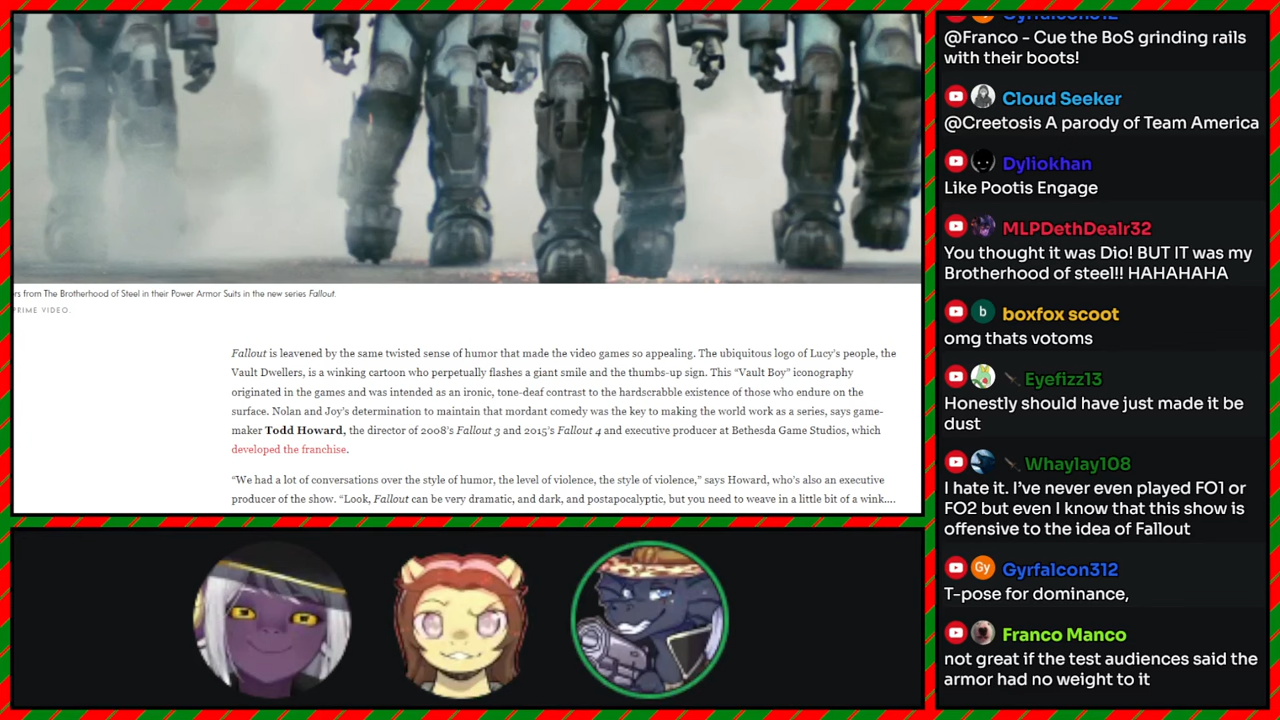 rs from The Brotherhood of Steel in their Power Armor Suits in the new series Fallout.
PRIME VIDEO.
Fallout is leavened by the same twisted sense of humor that made the video games so appealing. The ubiquitous logo of Lucy's people, the
Vault Dwellers, is a winking cartoon who perpetually flashes a giant smile and the thumbs-up sign. This “Vault Boy” iconography
originated in the games and was intended as an ironic, tone-deaf contrast to the hardscrabble existence of those who endure on the
surface. Nolan and Joy's determination to maintain that mordant comedy was the key to making the world work as a series, says game-
maker Todd Howard, the director of 2008's Fallout 3 and 2015's Fallout 4 and executive producer at Bethesda Game Studios, which
developed the franchise.
“We had a lot of conversations over the style of humor, the level of violence, the style of violence,” says Howard, who's also an executive
producer of the show. “Look, Fallout can be very dramatic, and dark, and postapocalyptic, but you need to weave in a little bit of a wink....
Gyrfalcon312
@Franco - Cue the BoS grinding rails
with their boots!
Cloud Seeker
@Creetosis A parody of Team America
Dyliokhan
Like Pootis Engage
MLPDethDealr32
You thought it was Dio! BUT IT was my
Brotherhood of steel!! HAHAHAHA
b boxfox scoot
omg thats votoms
Eyefizz13
Honestly should have just made it be
dust
Whaylay108
I hate it. I've never even played FO1 or
FO2 but even I know that this show is
offensive to the idea of Fallout
Gy Gyrfalcon312
T-pose for dominance,
Franco Manco
not great if the test audiences said the
armor had no weight to it